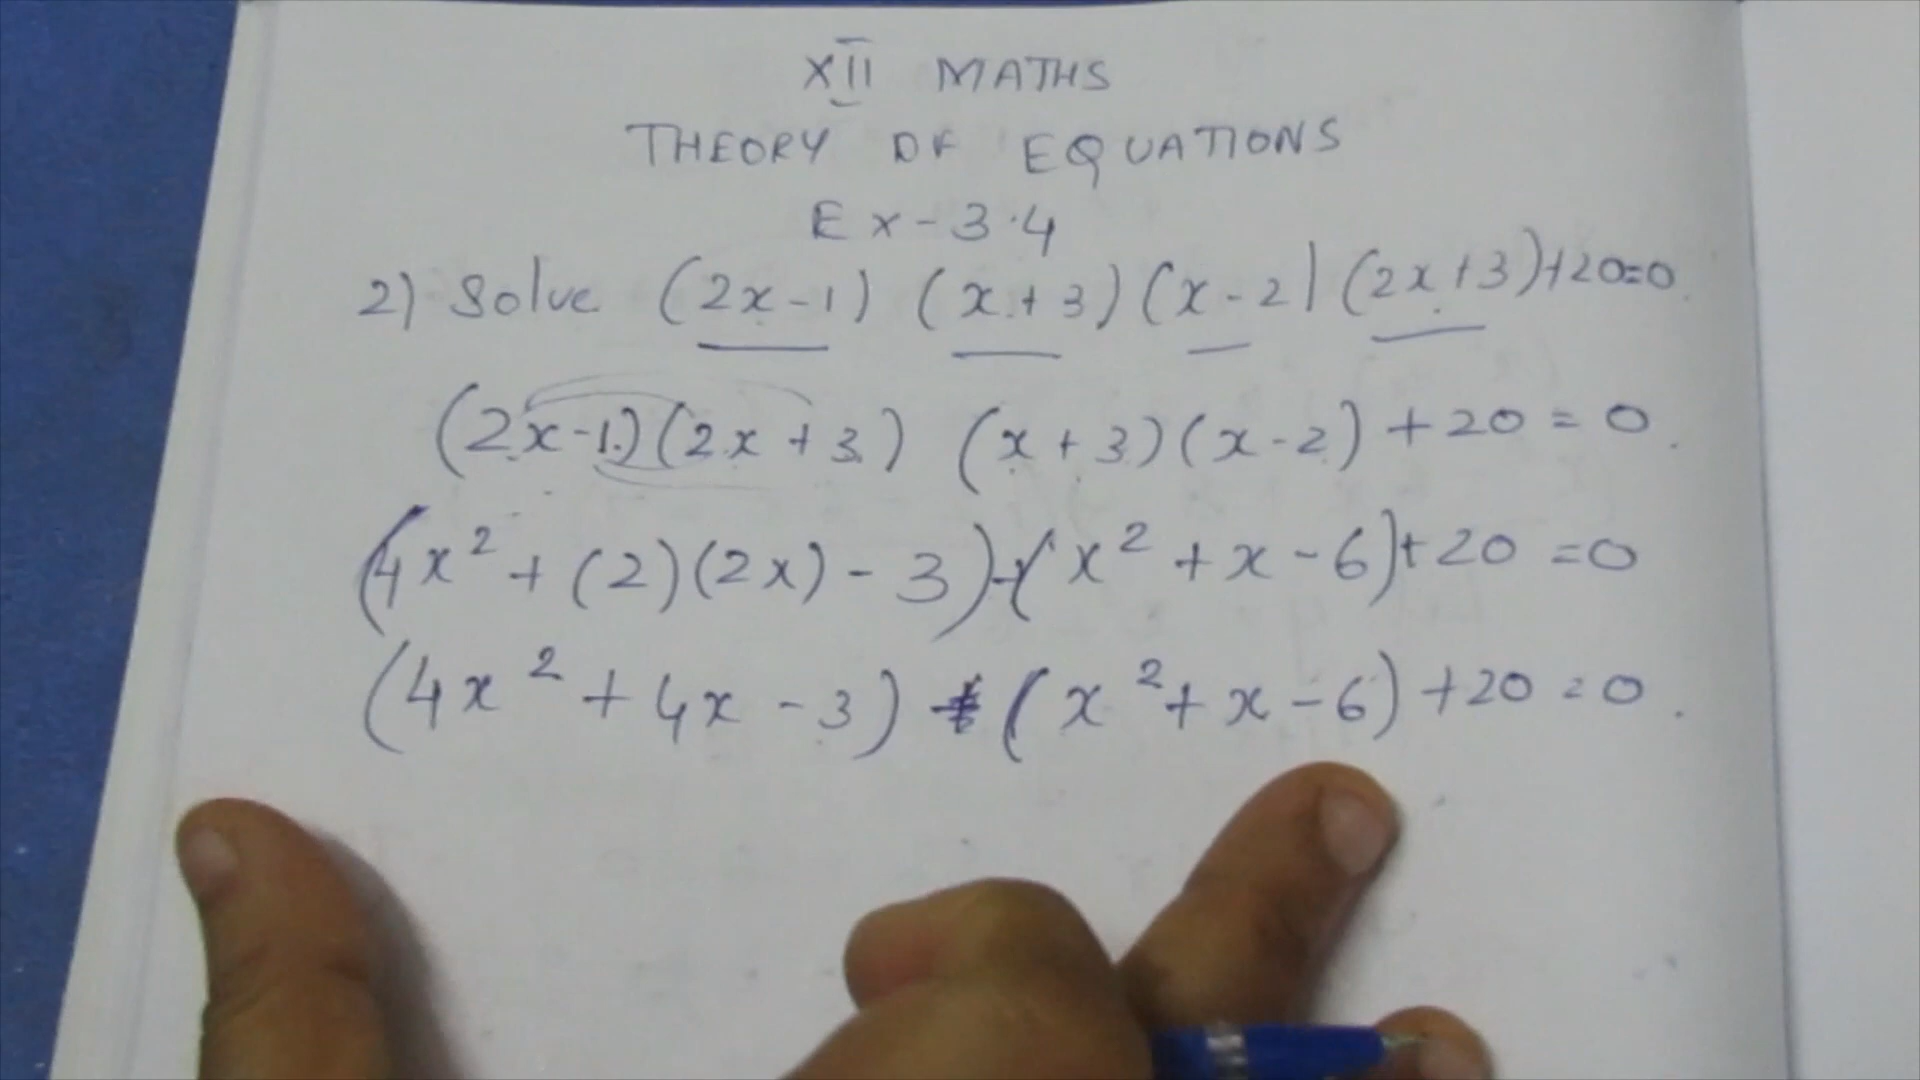 XII MATHS
THEORY OF EQUATIONS
Ex-3.4
2) Solve (2x-1) (x+3)(x-2)(2x+3)+20=0.
(2x-1)(2x+3) (x+3)(x-2)+20=0.
(4x²+(2)(2x)-3)(x²+x-6)+20=0
(4x²+4x-3) (x²+x-6)+20=0.